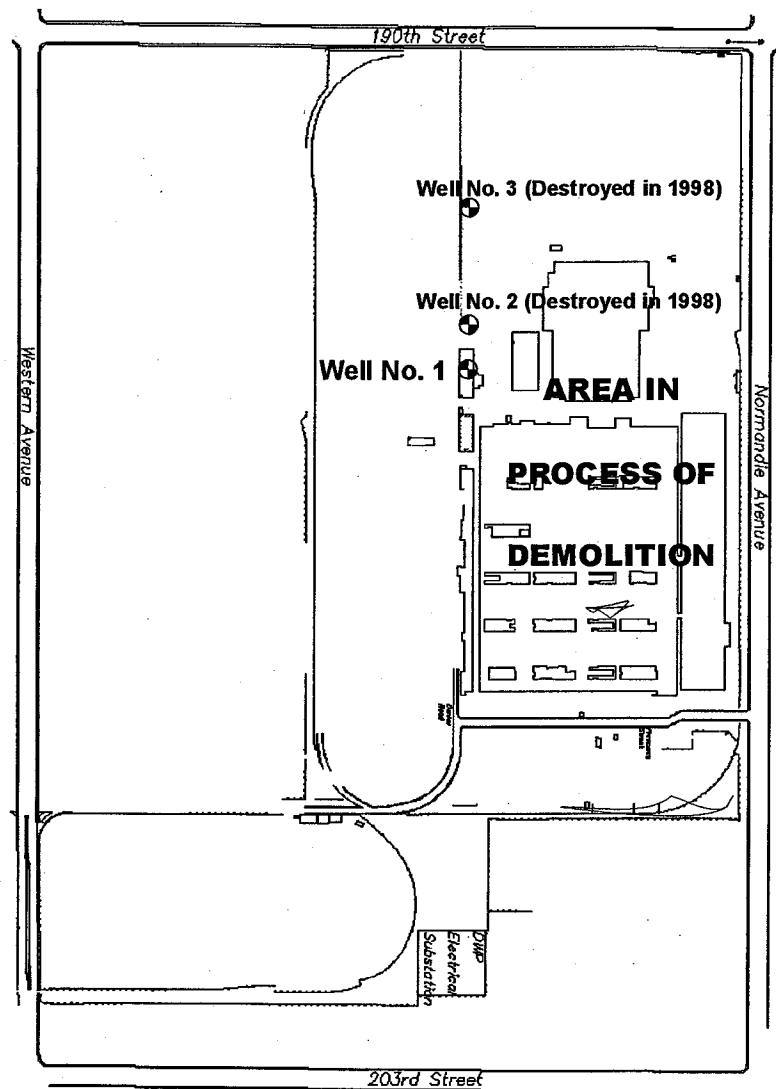 190th Street
Well No. 3 (Destroyed in 1998)
Well No. 2 (Destroyed in 1998)
Well No. 1
Western Avenue
Normandie Avenue
AREA IN
PROCESS OF
DEMOLITION
DWP
Electrical
Substation
203rd Street